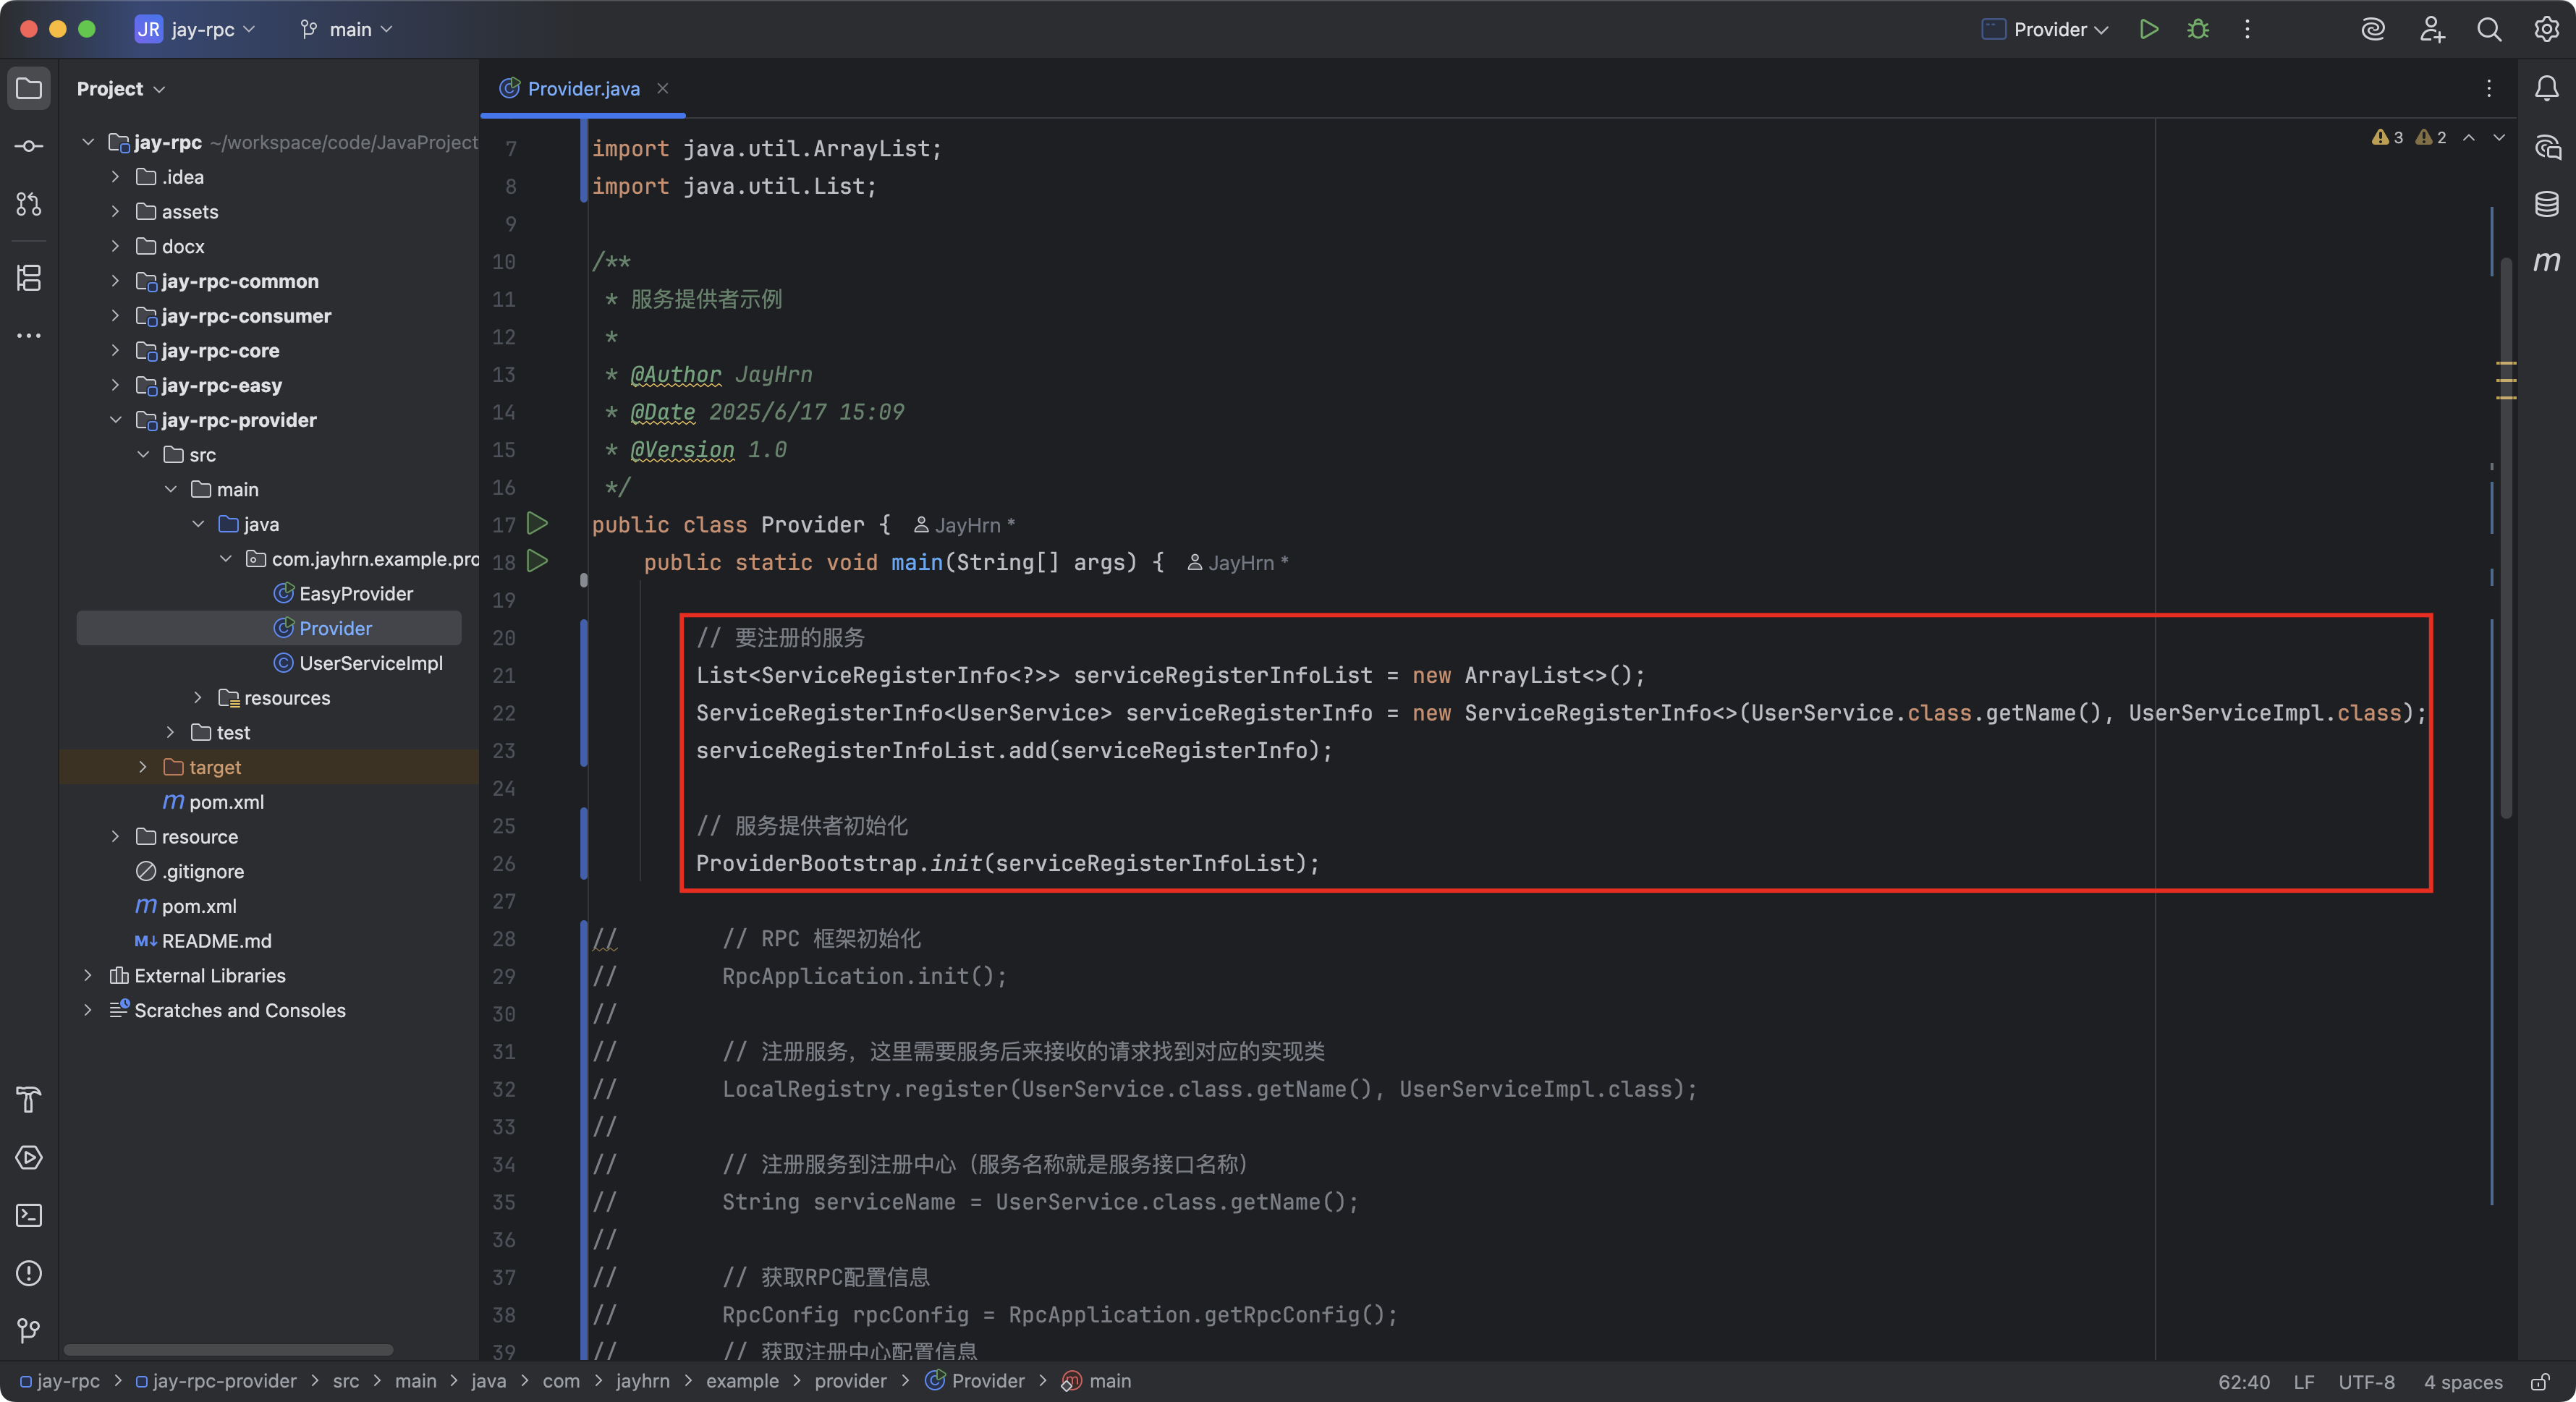 JR jay-rpc main Provider
Project
Provider.java
jay-rpc ~/workspace/code/JavaProject
.idea
assets
docx
jay-rpc-common
jay-rpc-consumer
jay-rpc-core
jay-rpc-easy
jay-rpc-provider
src
main
java
com.jayhrn.example.pro
EasyProvider
Provider
UserServiceImpl
resources
test
target
m pom.xml
resource
.gitignore
m pom.xml
M↓ README.md
External Libraries
Scratches and Consoles
3 2
m
7 import java.util.ArrayList;
8 import java.util.List;
9
10 /**
11 * 服务提供者示例
12 *
13 * @Author JayHrn
14 * @Date 2025/6/17 15:09
15 * @Version 1.0
16 */
17 public class Provider { JayHrn *
18 public static void main(String[] args) { JayHrn *
19
20 // 要注册的服务
21 List<ServiceRegisterInfo<?>> serviceRegisterInfoList = new ArrayList<>();
22 ServiceRegisterInfo<UserService> serviceRegisterInfo = new ServiceRegisterInfo<>(UserService.class.getName(), UserServiceImpl.class);
23 serviceRegisterInfoList.add(serviceRegisterInfo);
24
25 // 服务提供者初始化
26 ProviderBootstrap.init(serviceRegisterInfoList);
27
28 // // RPC 框架初始化
29 // RpcApplication.init();
30 //
31 // // 注册服务，这里需要服务后来接收的请求找到对应的实现类
32 // LocalRegistry.register(UserService.class.getName(), UserServiceImpl.class);
33 //
34 // // 注册服务到注册中心（服务名称就是服务接口名称）
35 // String serviceName = UserService.class.getName();
36 //
37 // // 获取RPC配置信息
38 // RpcConfig rpcConfig = RpcApplication.getRpcConfig();
39 // // 获取注册中心配置信息
jay-rpc > jay-rpc-provider > src > main > java > com > jayhrn > example > provider > Provider > main
62:40 LF UTF-8 4 spaces